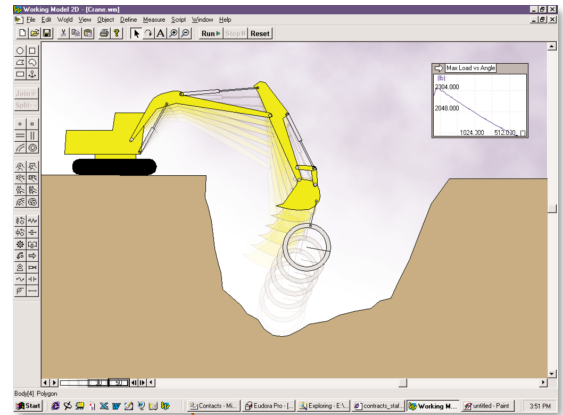 Working Model 2D - [Crane.wm]
File Edit World View Object Define Measure Script Window Help
Run Stop Reset
Join
Split
Max Load vs Angle
(lb)
2304.000
2048.000
1024.000 512.000
Body[4] Polygon
Start Contacts - Mi... Eudora Pro - [... Exploring - E:\... contracts_staf... Working M... untitled - Paint 3:51 PM